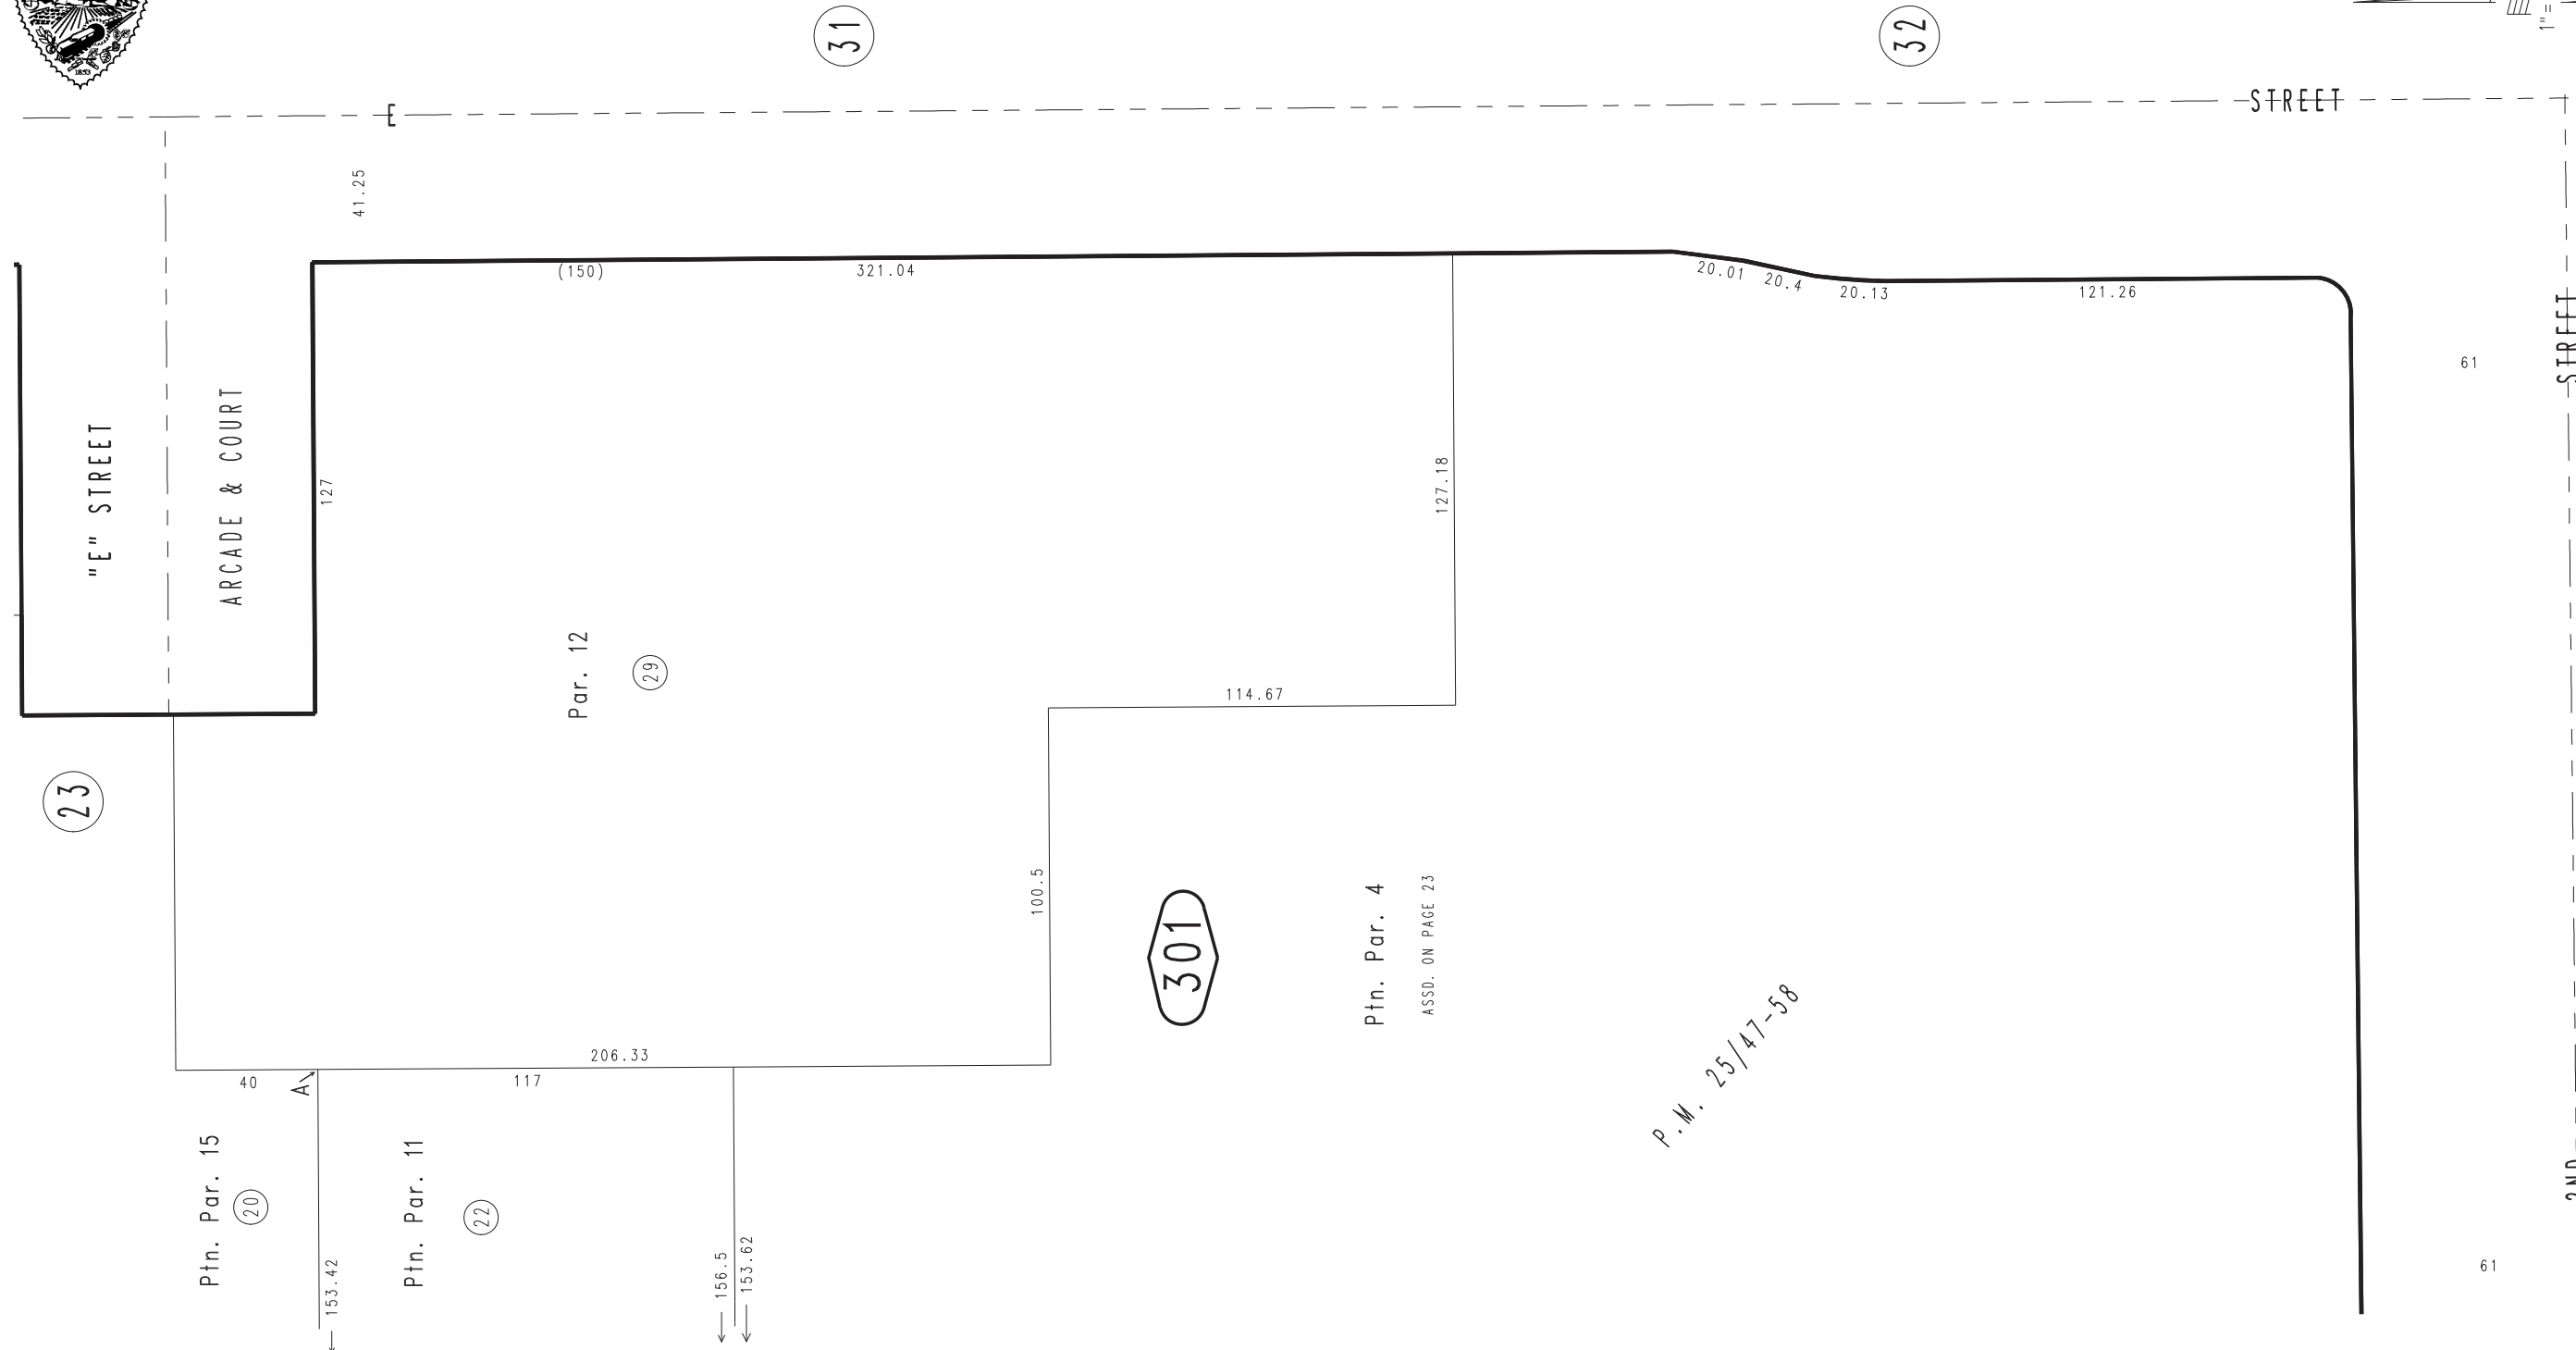 1853
31
32
1"=
E
STREET
41.25
(150)
321.04
20.01
20.4
20.13
121.26
61
STREET
"E" STREET
ARCADE & COURT
127
127.18
Par. 12
29
114.67
23
100.5
301
Ptn. Par. 4
ASSD. ON PAGE 23
P.M. 25/47-58
206.33
40
A
117
Ptn. Par. 15
20
Ptn. Par. 11
22
153.42
156.5
153.62
2ND
61